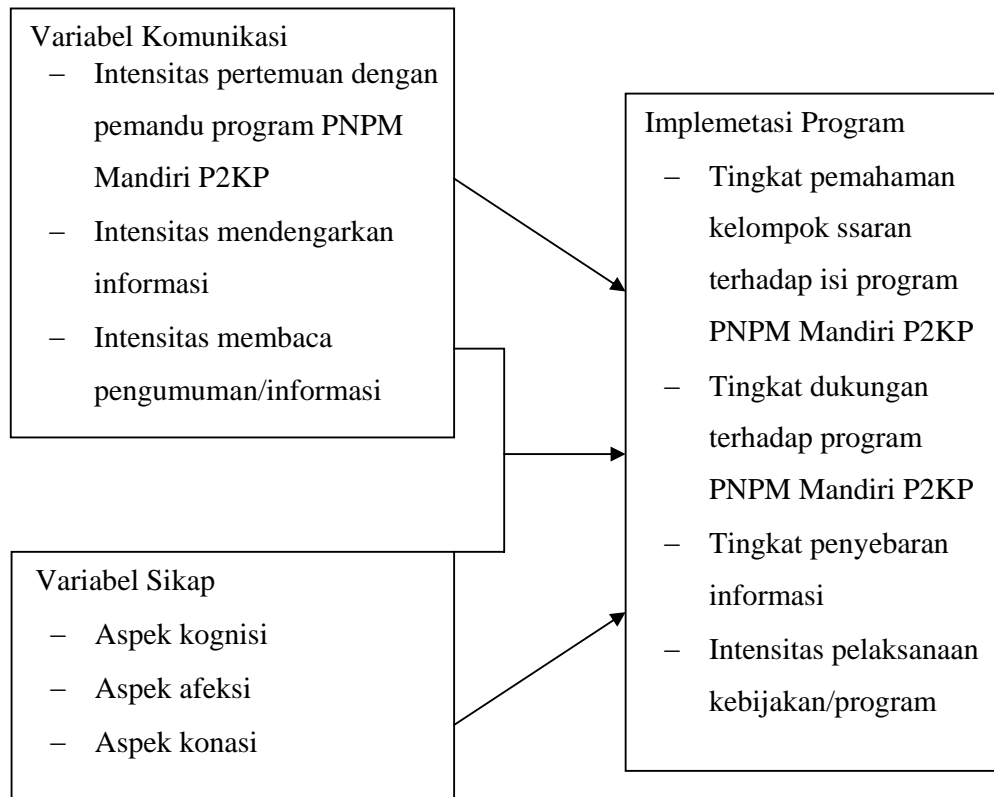 Variabel Komunikasi
– Intensitas pertemuan dengan
pemandu program PNPM
Mandiri P2KP
– Intensitas mendengarkan
informasi
– Intensitas membaca
pengumuman/informasi
Variabel Sikap
– Aspek kognisi
– Aspek afeksi
– Aspek konasi
Implemetasi Program
– Tingkat pemahaman
kelompok ssaran
terhadap isi program
PNPM Mandiri P2KP
– Tingkat dukungan
terhadap program
PNPM Mandiri P2KP
– Tingkat penyebaran
informasi
– Intensitas pelaksanaan
kebijakan/program